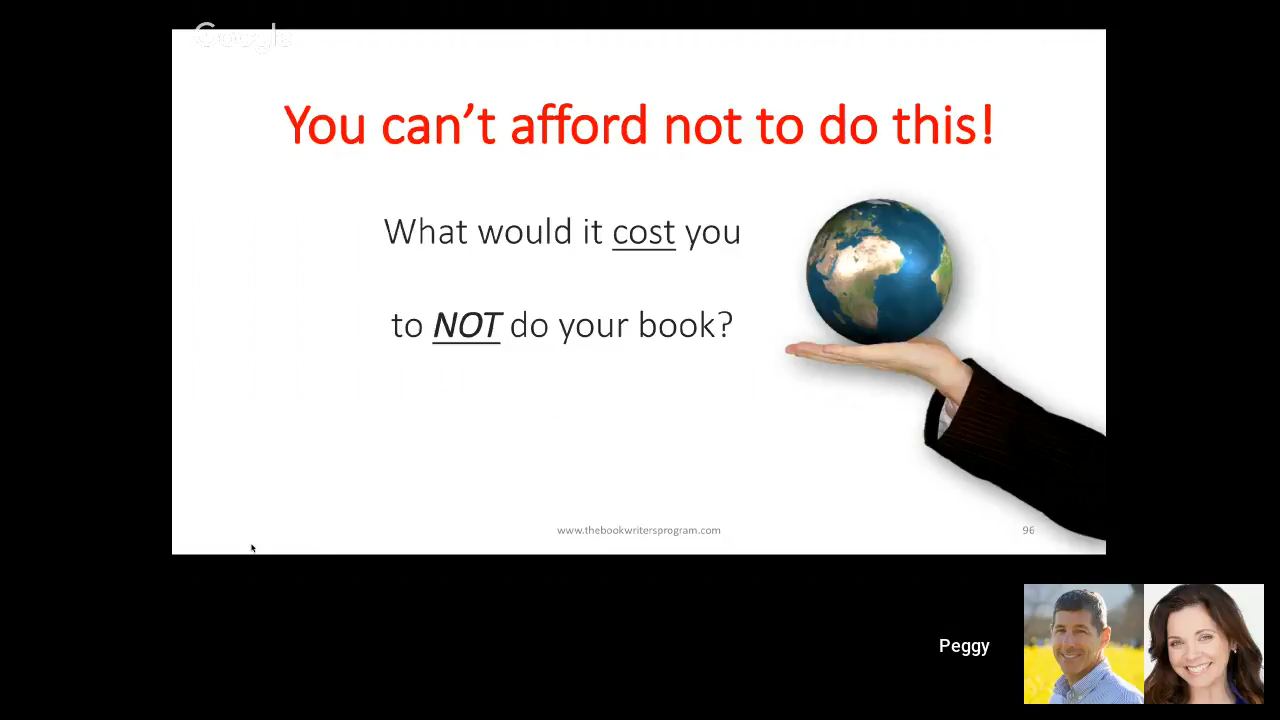 Google
You can't afford not to do this!
What would it cost you
to NOT do your book?
www.thebookwritersprogram.com
96
Peggy